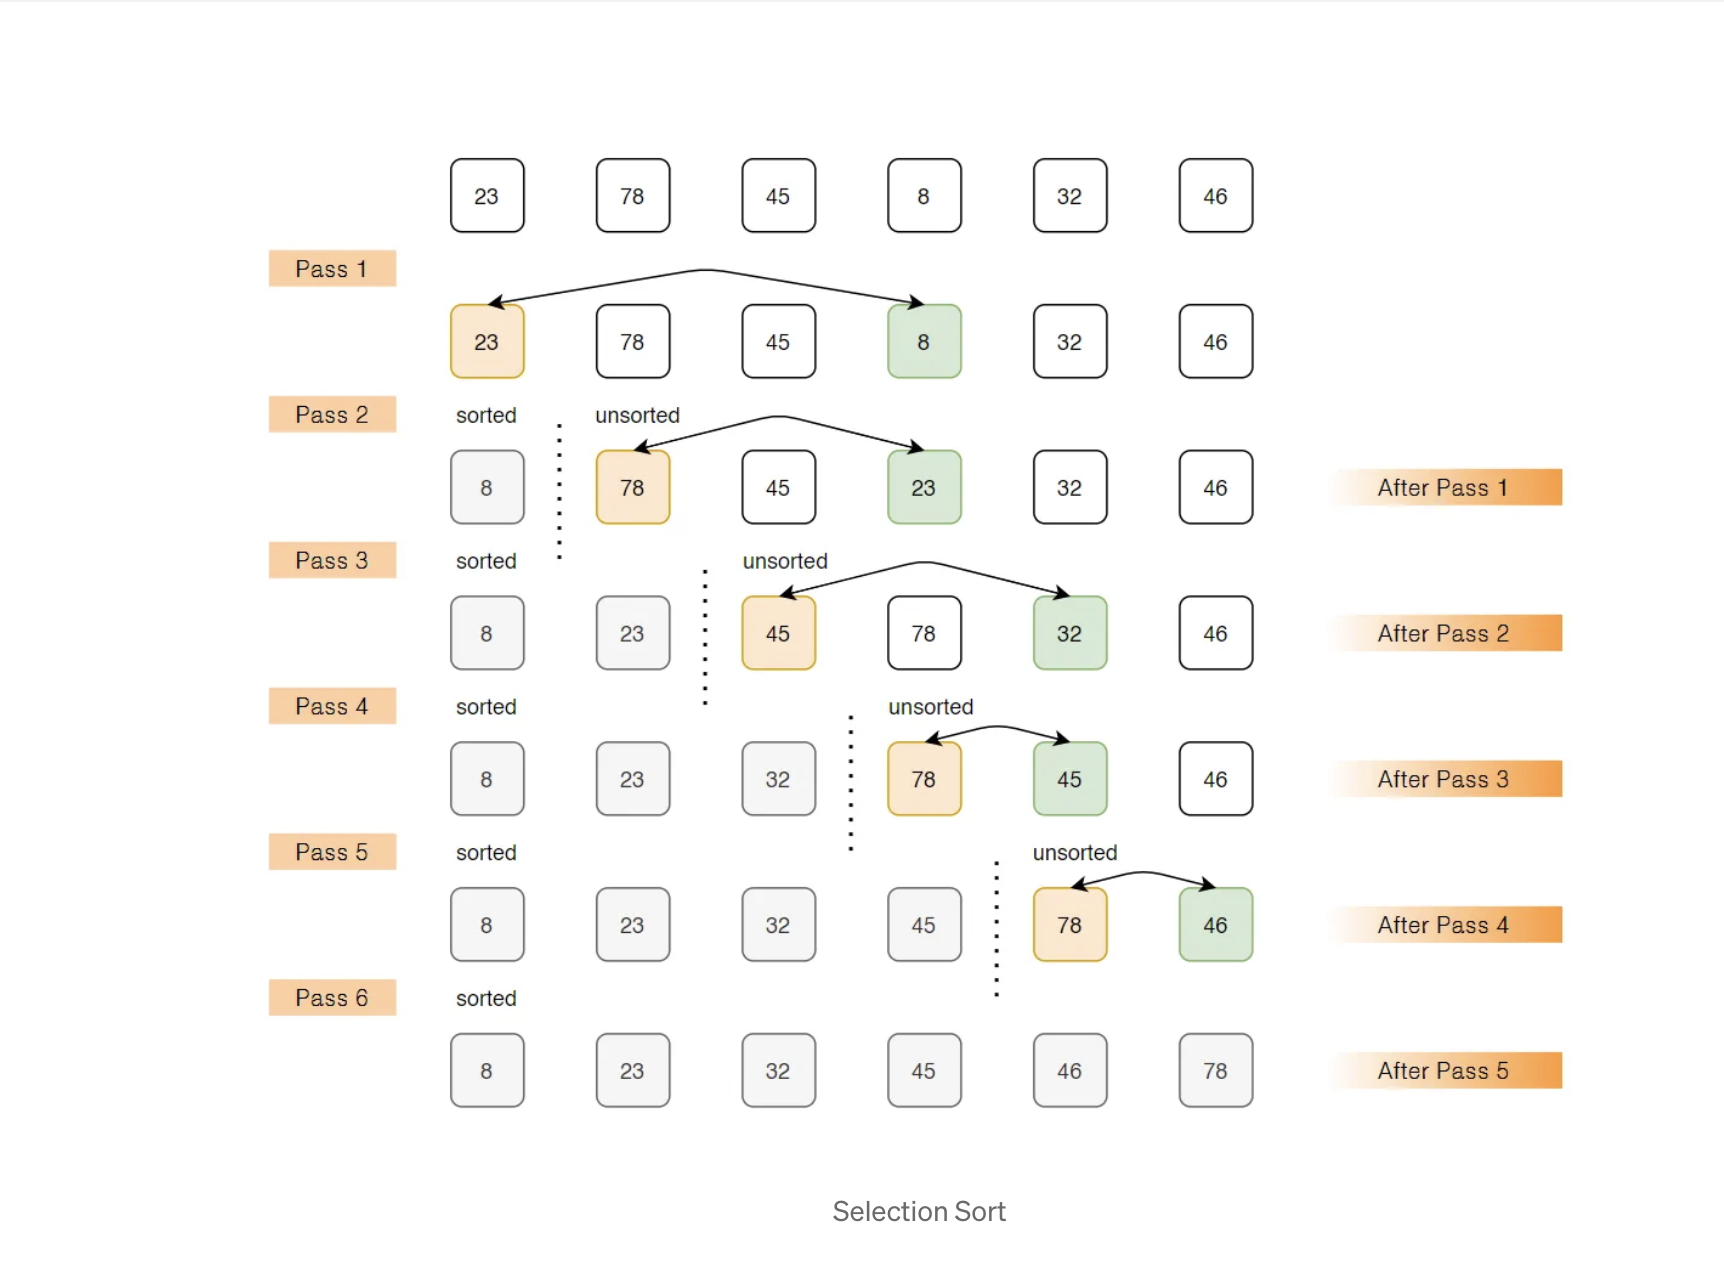 23 78 45 8 32 46
Pass 1
23 78 45 8 32 46
Pass 2 sorted unsorted
8 78 45 23 32 46 After Pass 1
Pass 3 sorted unsorted
8 23 45 78 32 46 After Pass 2
Pass 4 sorted unsorted
8 23 32 78 45 46 After Pass 3
Pass 5 sorted unsorted
8 23 32 45 78 46 After Pass 4
Pass 6 sorted
8 23 32 45 46 78 After Pass 5
Selection Sort